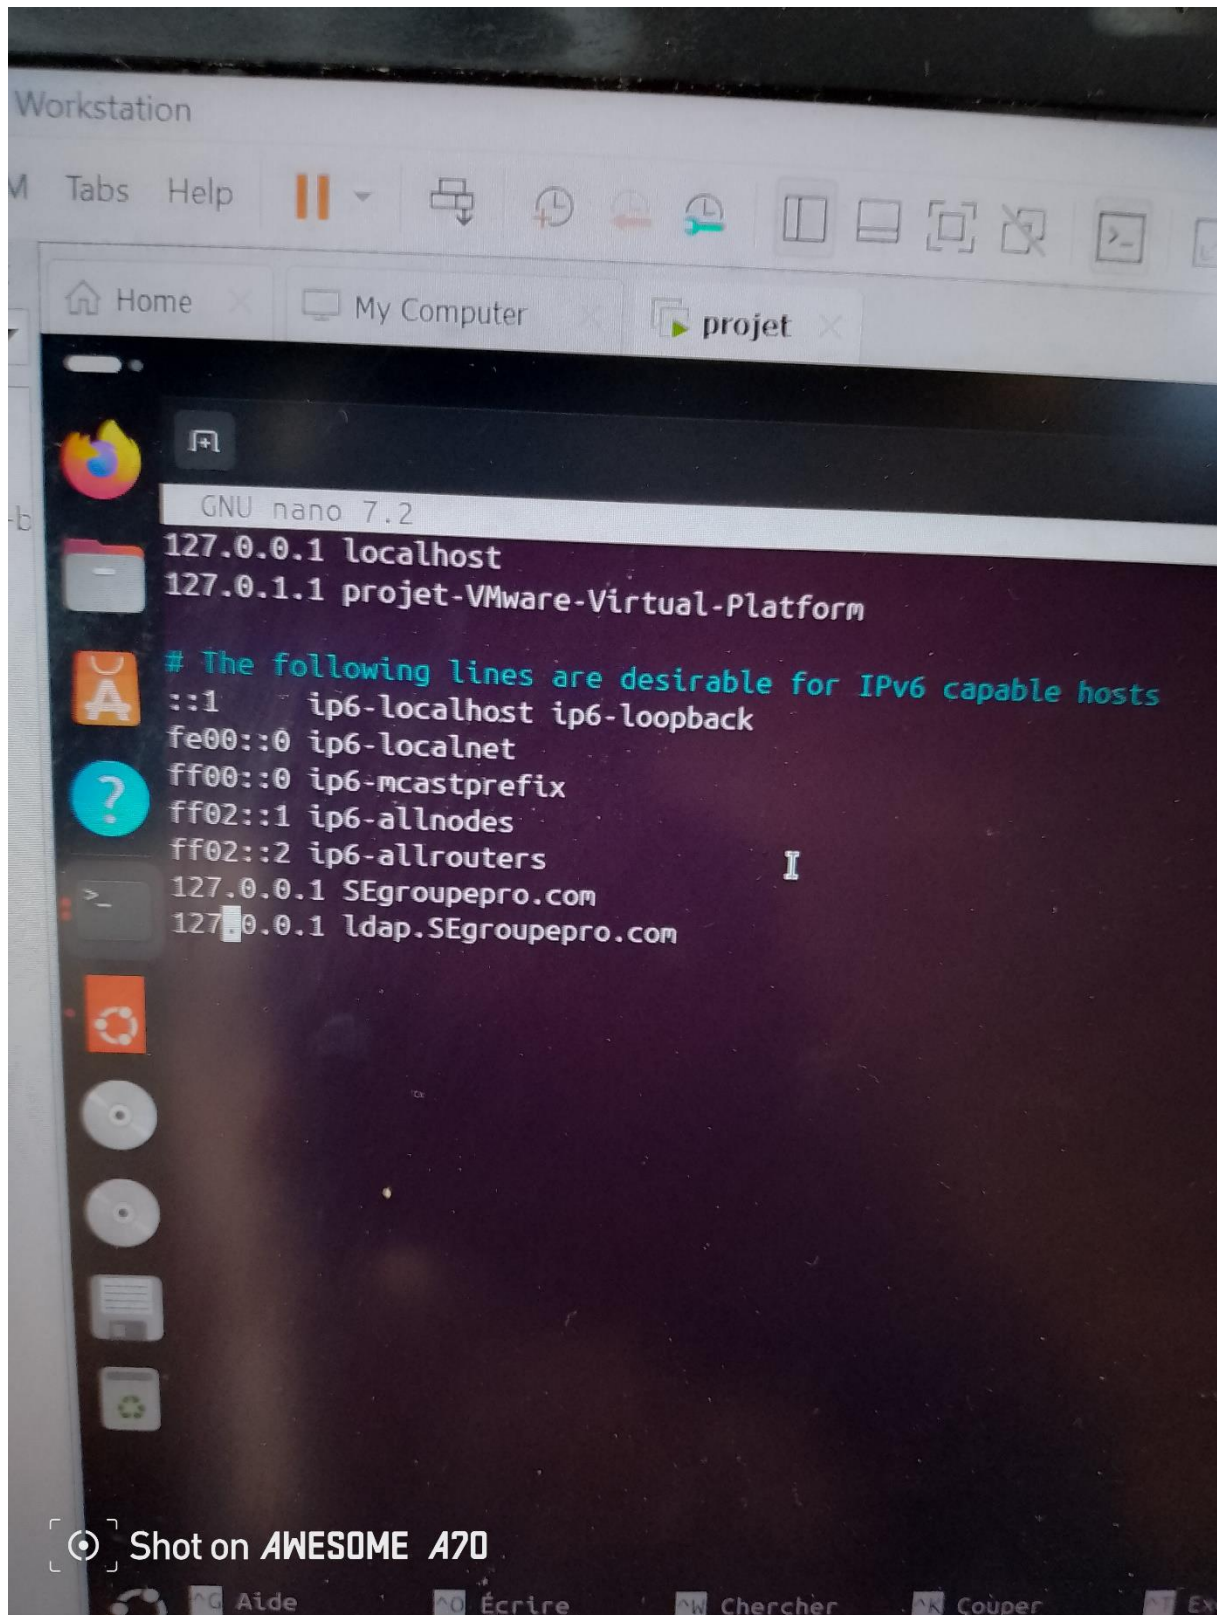 Workstation
Tabs Help
Home My Computer projet
GNU nano 7.2
127.0.0.1 localhost
127.0.1.1 projet-VMware-Virtual-Platform
# The following lines are desirable for IPv6 capable hosts
::1 ip6-localhost ip6-loopback
fe00::0 ip6-localnet
ff00::0 ip6-mcastprefix
ff02::1 ip6-allnodes
ff02::2 ip6-allrouters
127.0.0.1 SEgroupepro.com
127.0.0.1 ldap.SEgroupepro.com
Shot on AWESOME A70
^G Aide ^O Écrire ^W Chercher ^K Couper ^T